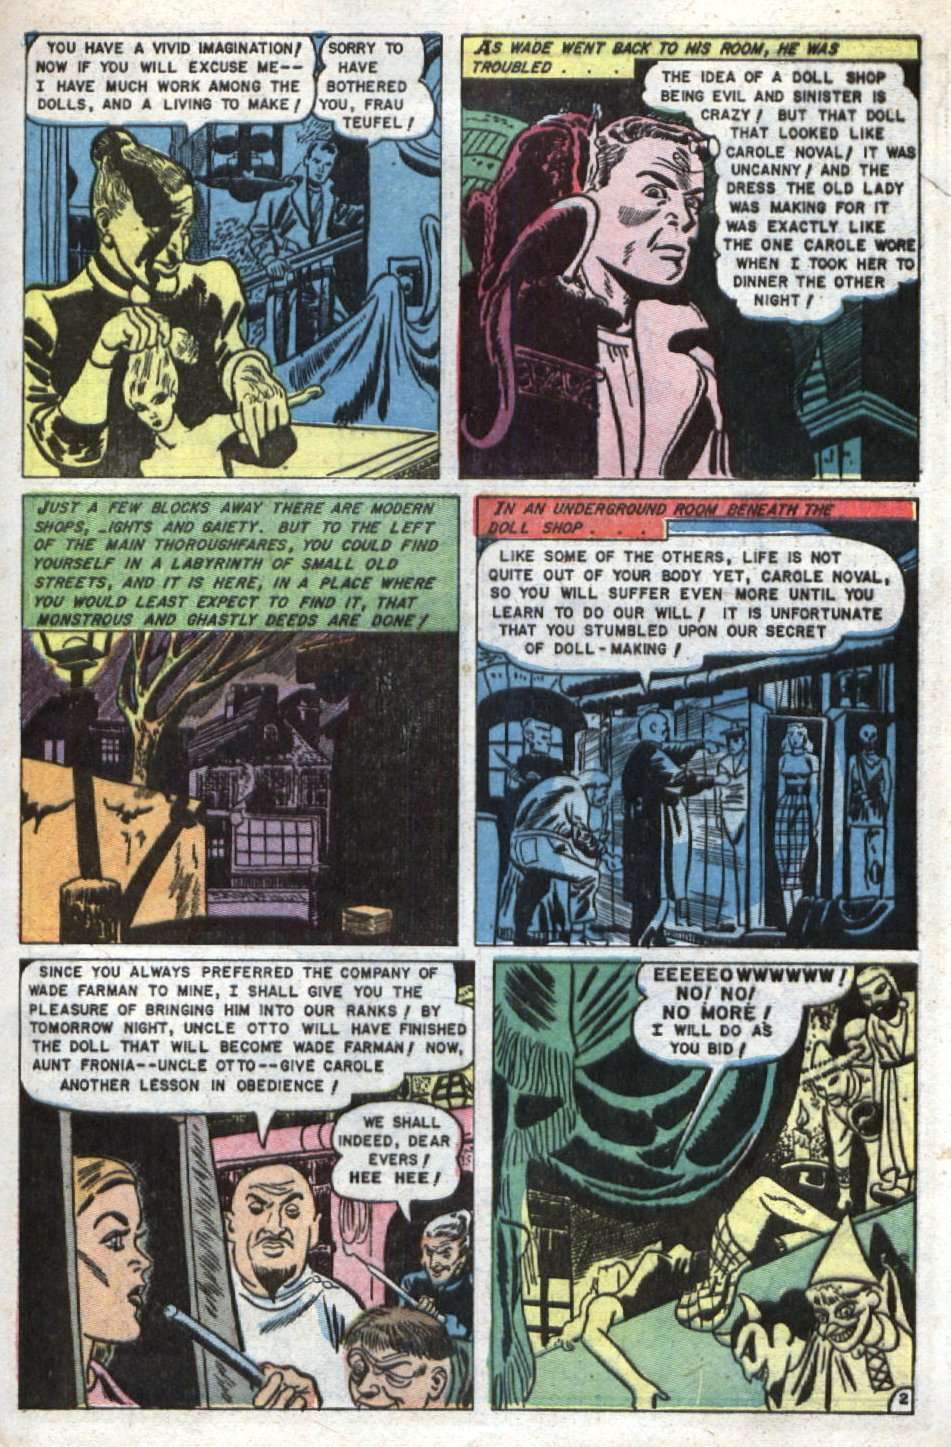 YOU HAVE A VIVID IMAGINATION!
NOW IF YOU WILL EXCUSE ME--
I HAVE MUCH WORK AMONG THE
DOLLS, AND A LIVING TO MAKE!
SORRY TO
HAVE
BOTHERED
YOU, FRAU
TEUFEL!
AS WADE WENT BACK TO HIS ROOM, HE WAS
TROUBLED . . .
THE IDEA OF A DOLL SHOP
BEING EVIL AND SINISTER IS
CRAZY! BUT THAT DOLL
THAT LOOKED LIKE
CAROLE NOVAL! IT WAS
UNCANNY! AND THE
DRESS THE OLD LADY
WAS MAKING FOR IT
WAS EXACTLY LIKE
THE ONE CAROLE WORE
WHEN I TOOK HER TO
DINNER THE OTHER
NIGHT!
JUST A FEW BLOCKS AWAY THERE ARE MODERN
SHOPS, LIGHTS AND GAIETY. BUT TO THE LEFT
OF THE MAIN THOROUGHFARES, YOU COULD FIND
YOURSELF IN A LABYRINTH OF SMALL OLD
STREETS, AND IT IS HERE, IN A PLACE WHERE
YOU WOULD LEAST EXPECT TO FIND IT, THAT
MONSTROUS AND GHASTLY DEEDS ARE DONE!
IN AN UNDERGROUND ROOM BENEATH THE
DOLL SHOP . . . .
LIKE SOME OF THE OTHERS, LIFE IS NOT
QUITE OUT OF YOUR BODY YET, CAROLE NOVAL,
SO YOU WILL SUFFER EVEN MORE UNTIL YOU
LEARN TO DO OUR WILL! IT IS UNFORTUNATE
THAT YOU STUMBLED UPON OUR SECRET
OF DOLL-MAKING!
SINCE YOU ALWAYS PREFERRED THE COMPANY OF
WADE FARMAN TO MINE, I SHALL GIVE YOU THE
PLEASURE OF BRINGING HIM INTO OUR RANKS! BY
TOMORROW NIGHT, UNCLE OTTO WILL HAVE FINISHED
THE DOLL THAT WILL BECOME WADE FARMAN! NOW,
AUNT FRONIA--UNCLE OTTO--GIVE CAROLE
ANOTHER LESSON IN OBEDIENCE!
WE SHALL
INDEED, DEAR
EVERS!
HEE HEE!
EEEEEOWWWWWW!
NO! NO!
NO MORE!
I WILL DO AS
YOU BID!
2